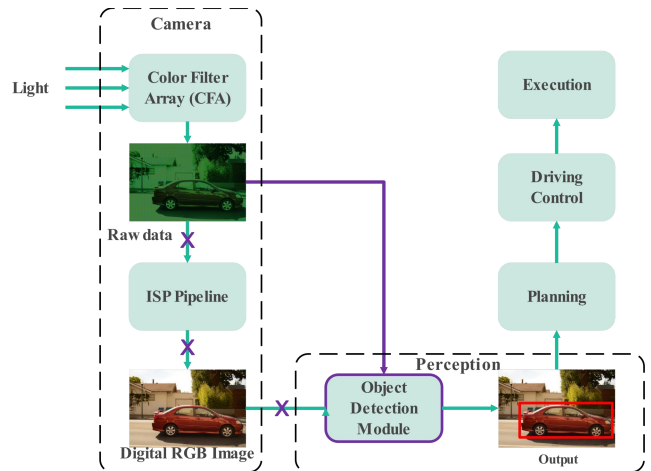 Camera
Light
Color Filter
Array (CFA)
Raw data
ISP Pipeline
Digital RGB Image
Perception
Object
Detection
Module
Output
Planning
Driving
Control
Execution